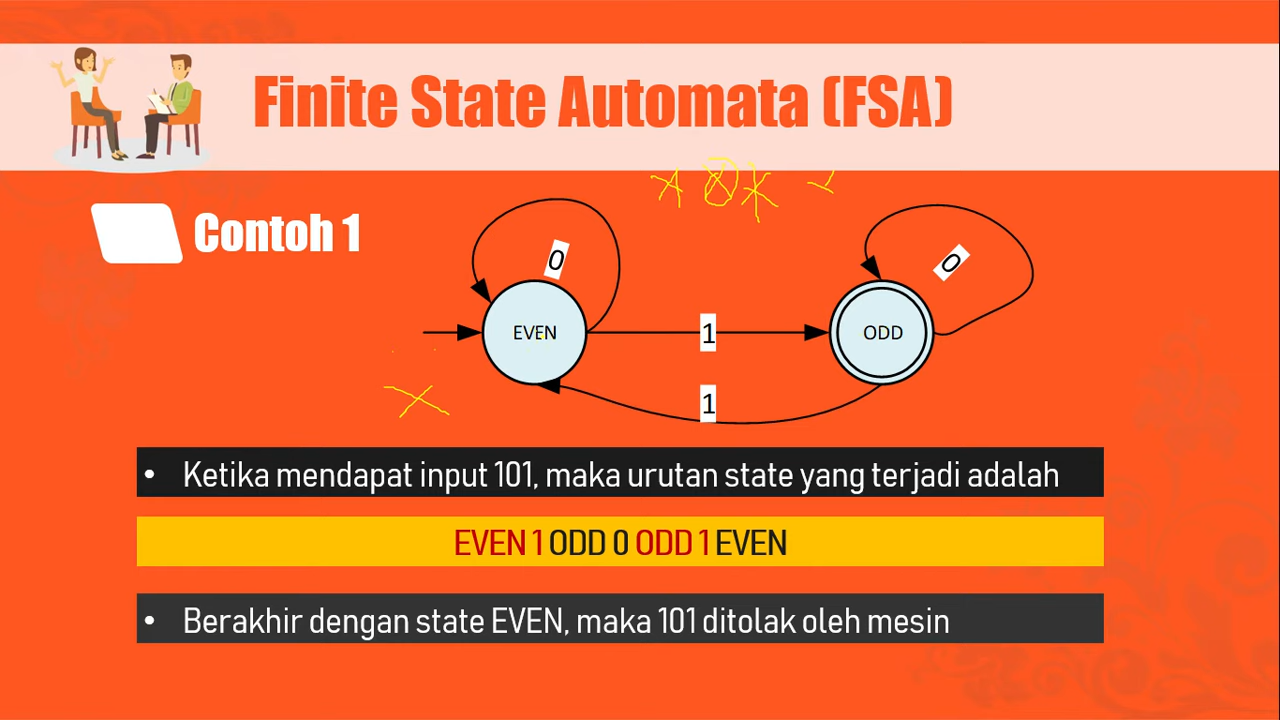 Finite State Automata (FSA)
Contoh 1
0
0
EVEN
1
ODD
1
• Ketika mendapat input 101, maka urutan state yang terjadi adalah
EVEN 1 ODD 0 ODD 1 EVEN
• Berakhir dengan state EVEN, maka 101 ditolak oleh mesin